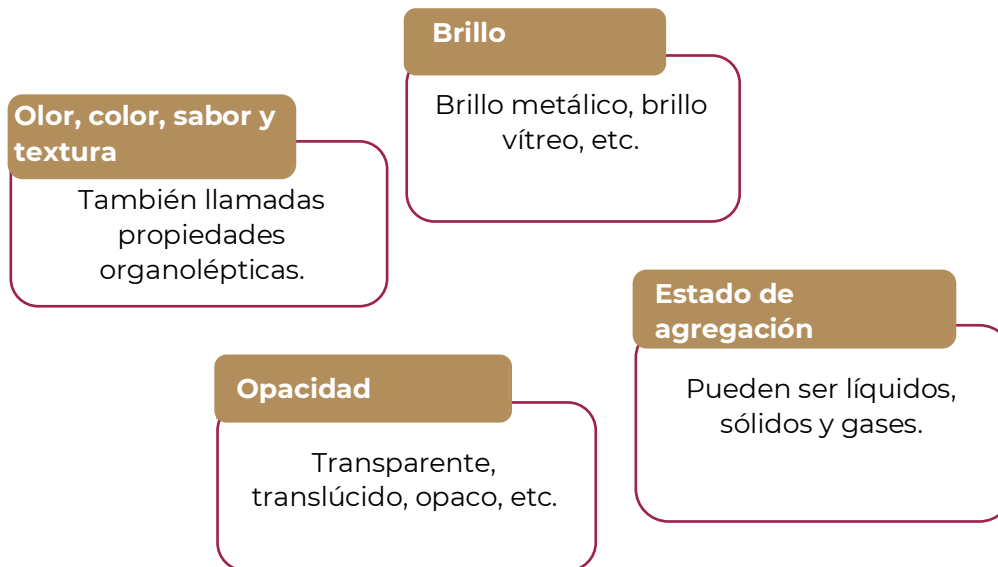 Brillo
Brillo metálico, brillo
vítreo, etc.
Olor, color, sabor y
textura
También llamadas
propiedades
organolépticas.
Estado de
agregación
Pueden ser líquidos,
sólidos y gases.
Opacidad
Transparente,
translúcido, opaco, etc.